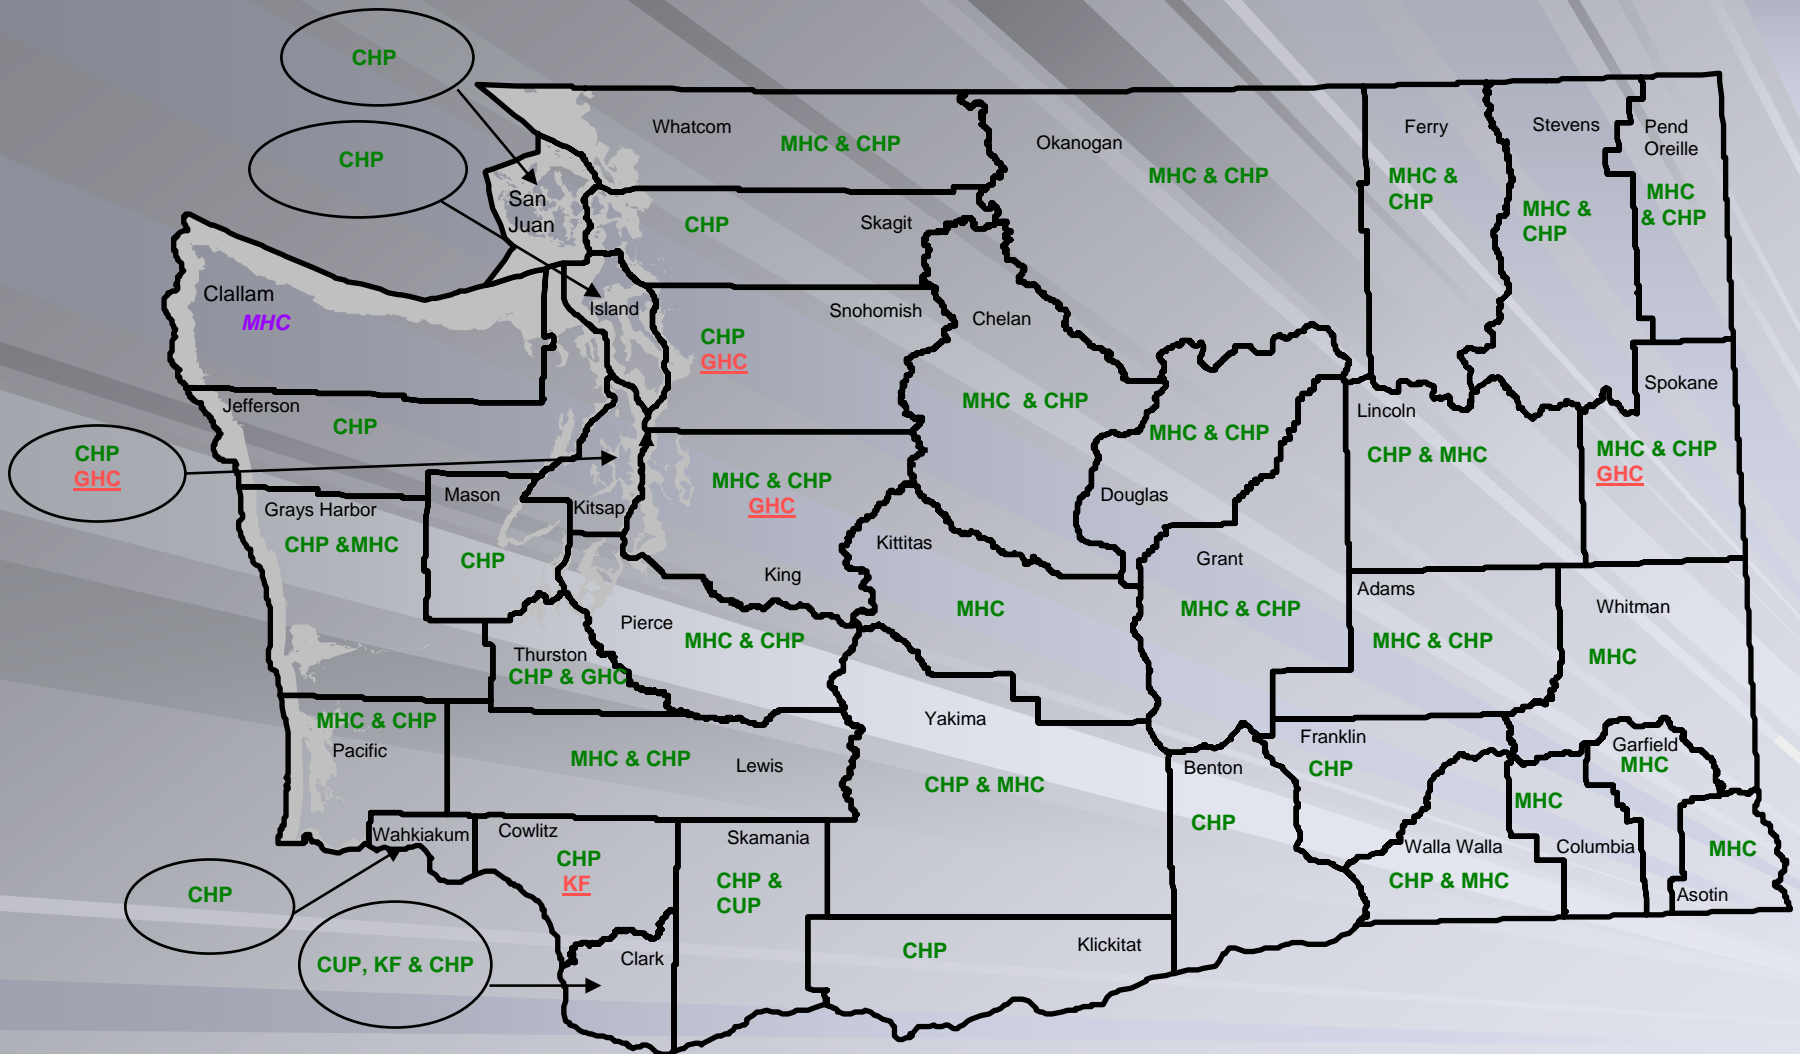 CHP
CHP
Whatcom
MHC & CHP
Okanogan
MHC & CHP
Ferry
MHC &
CHP
Stevens
MHC &
CHP
Pend
Oreille
MHC
& CHP
San
Juan
CHP
Skagit
Clallam
MHC
Island
Snohomish
CHP
GHC
Chelan
MHC & CHP
Jefferson
CHP
CHP
GHC
MHC & CHP
Douglas
Lincoln
CHP & MHC
Spokane
MHC & CHP
GHC
Mason
CHP
Kitsap
MHC & CHP
GHC
King
Grays Harbor
CHP &MHC
Kittitas
MHC
Grant
MHC & CHP
Adams
MHC & CHP
Whitman
MHC
Pierce
MHC & CHP
Thurston
CHP & GHC
MHC & CHP
Pacific
MHC & CHP
Lewis
Yakima
CHP & MHC
Benton
CHP
Franklin
CHP
Garfield
MHC
MHC
Columbia
Walla Walla
CHP & MHC
MHC
Asotin
Wahkiakum
CHP
Cowlitz
CHP
KF
Skamania
CHP &
CUP
CUP, KF & CHP
Clark
CHP
Klickitat